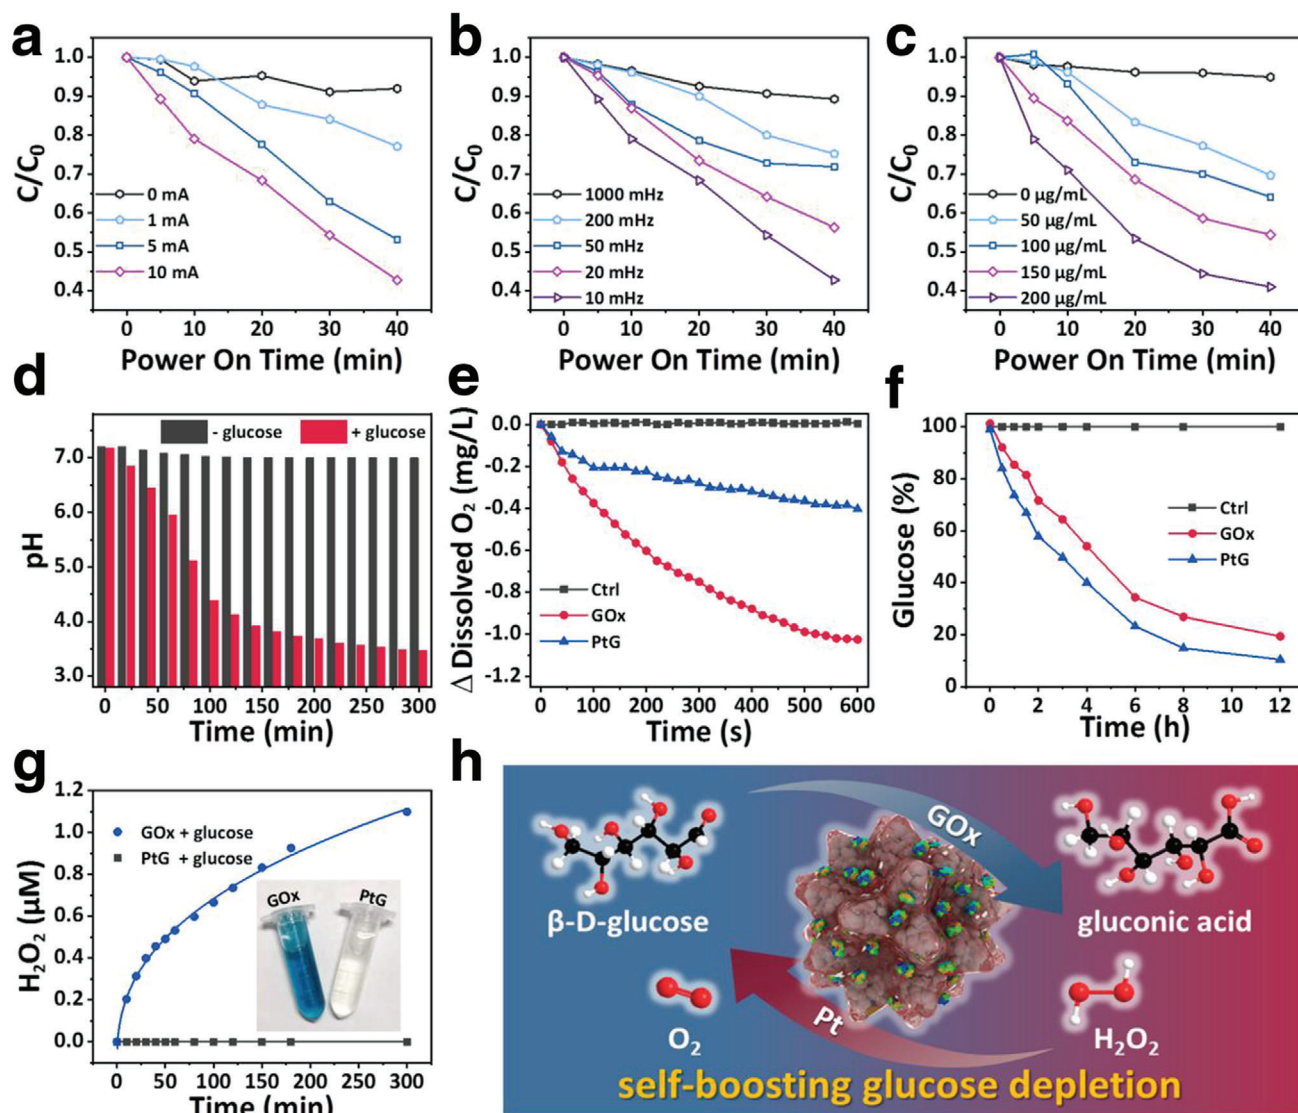 a
1.0
0.9
0.8
0.7
0.6
0.5
0.4
C/C₀
0 mA
1 mA
5 mA
10 mA
0 10 20 30 40
Power On Time (min)
b
1.0
0.9
0.8
0.7
0.6
0.5
0.4
C/C₀
1000 mHz
200 mHz
50 mHz
20 mHz
10 mHz
0 10 20 30 40
Power On Time (min)
c
1.0
0.9
0.8
0.7
0.6
0.5
0.4
C/C₀
0 μg/mL
50 μg/mL
100 μg/mL
150 μg/mL
200 μg/mL
0 10 20 30 40
Power On Time (min)
d
- glucose + glucose
7.0
6.0
5.0
4.0
3.0
pH
0 50 100 150 200 250 300
Time (min)
e
0.0
-0.2
-0.4
-0.6
-0.8
-1.0
-1.2
Δ Dissolved O₂ (mg/L)
Ctrl
GOx
PtG
0 100 200 300 400 500 600
Time (s)
f
100
80
60
40
20
0
Glucose (%)
Ctrl
GOx
PtG
0 2 4 6 8 10 12
Time (h)
g
1.2
1.0
0.8
0.6
0.4
0.2
0.0
H₂O₂ (μM)
GOx + glucose
PtG + glucose
GOx PtG
0 50 100 150 200 250 300
Time (min)
h
GOx
β-D-glucose
gluconic acid
Pt
O₂
H₂O₂
self-boosting glucose depletion